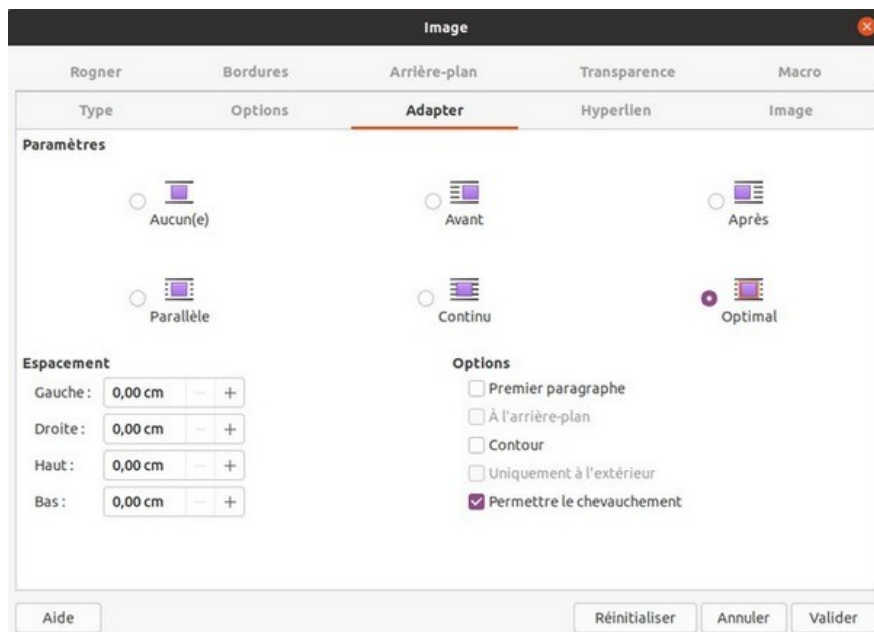 Image
Rogner Bordures Arrière-plan Transparence Macro
Type Options Adapter Hyperlien Image
Paramètres
Aucun(e) Avant Après
Parallèle Continu Optimal
Espacement Options
Gauche : 0,00 cm − + Premier paragraphe
À l'arrière-plan
Droite : 0,00 cm − + Contour
Haut : 0,00 cm − + Uniquement à l'extérieur
Bas : 0,00 cm − + Permettre le chevauchement
Aide Réinitialiser Annuler Valider